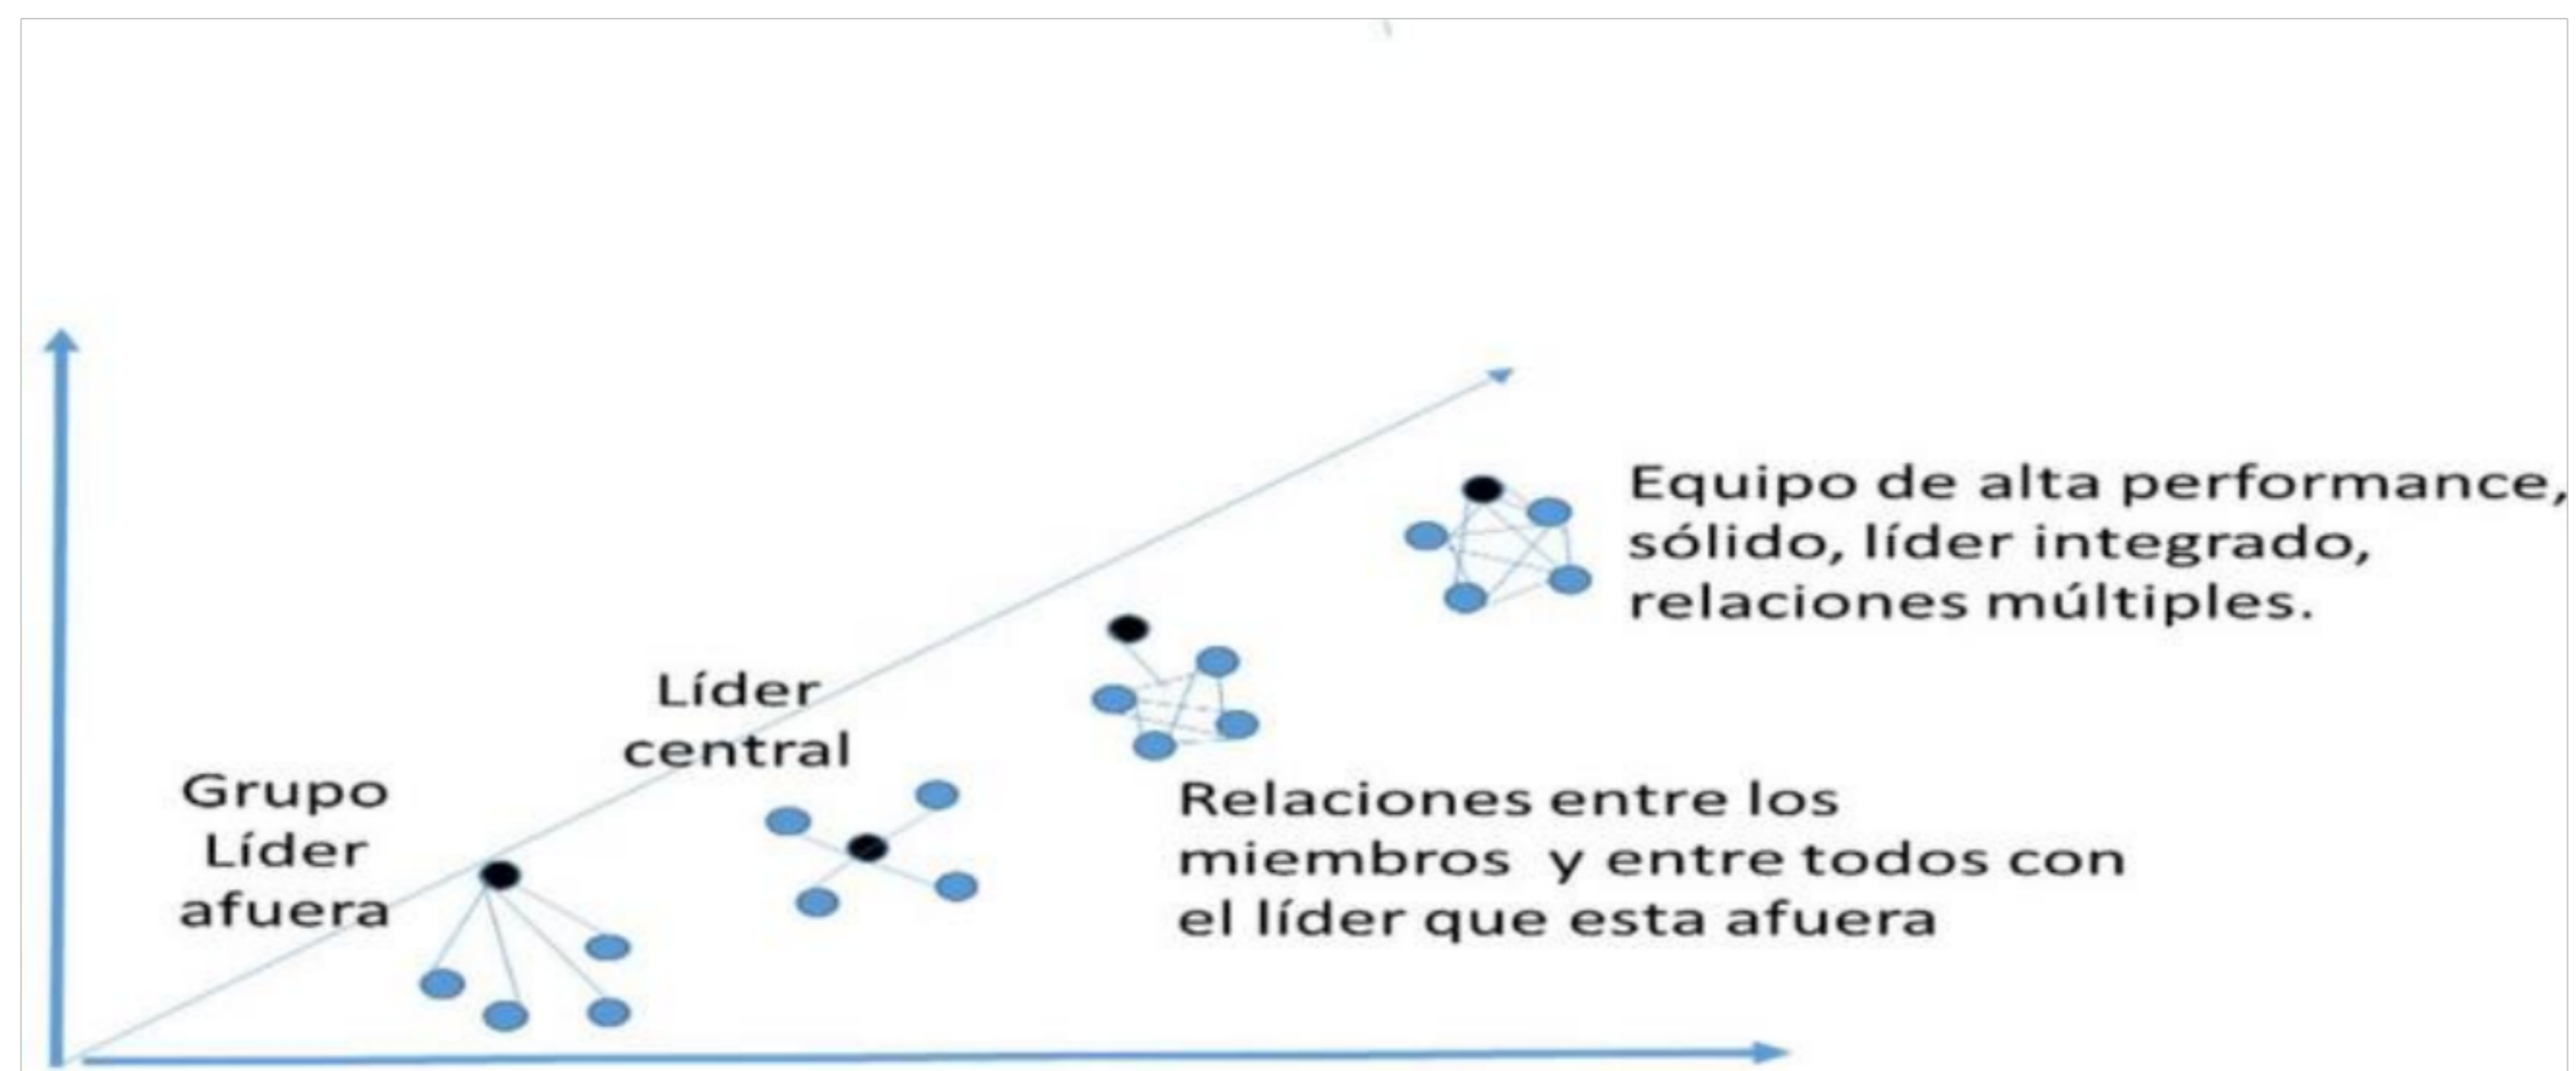 Grupo
Líder
afuera
Líder
central
Relaciones entre los
miembros y entre todos con
el líder que esta afuera
Equipo de alta performance,
sólido, líder integrado,
relaciones múltiples.